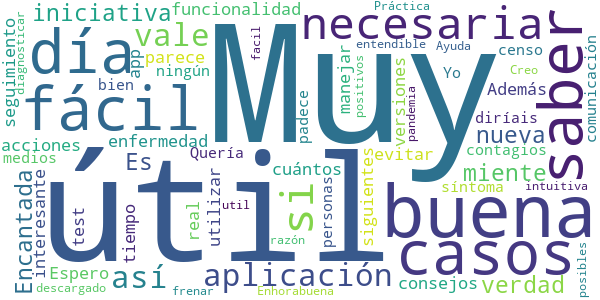 Práctica
iniciativa
funcionalidad
necesaria
Muy
día
vale
facil
entendible
Ayuda
censo
saber
comunicación
seguimiento
diagnosticar
app
parece
ningún
manejar
positivos
versiones
Yo
Creo
Además
fácil
bien
padece
pandemia
diríais
nueva
acciones
enfermedad
medios
Es
Quería
evitar
contagios
miente
útil
Encantada
interesante
test
tiempo
real
utilizar
cuántos
util
personas
si
siguientes
buena
síntoma
intuitiva
casos
así
aplicación
consejos
verdad
posibles
Espero
descargado
frenar
razón
Enhorabuena